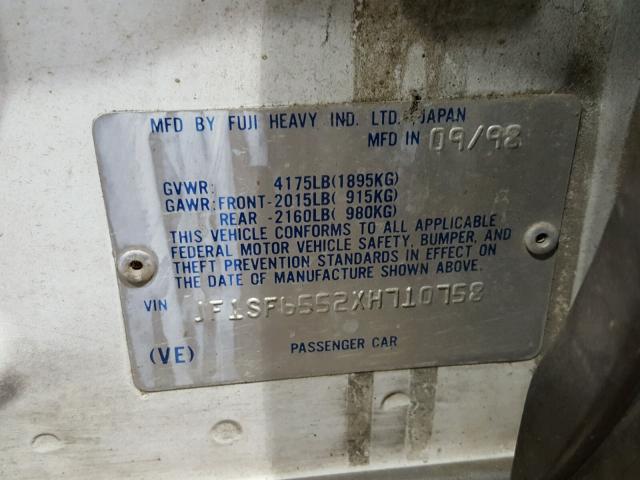 MFD BY FUJI HEAVY IND. LTD. JAPAN
MFD IN 09/98
GVWR: 4175LB(1895KG)
GAWR:FRONT-2015LB( 915KG)
REAR -2160LB( 980KG)
THIS VEHICLE CONFORMS TO ALL APPLICABLE
FEDERAL MOTOR VEHICLE SAFETY, BUMPER, AND
THEFT PREVENTION STANDARDS IN EFFECT ON
THE DATE OF MANUFACTURE SHOWN ABOVE.
VIN JF1SF6552XH710758
(VE) PASSENGER CAR